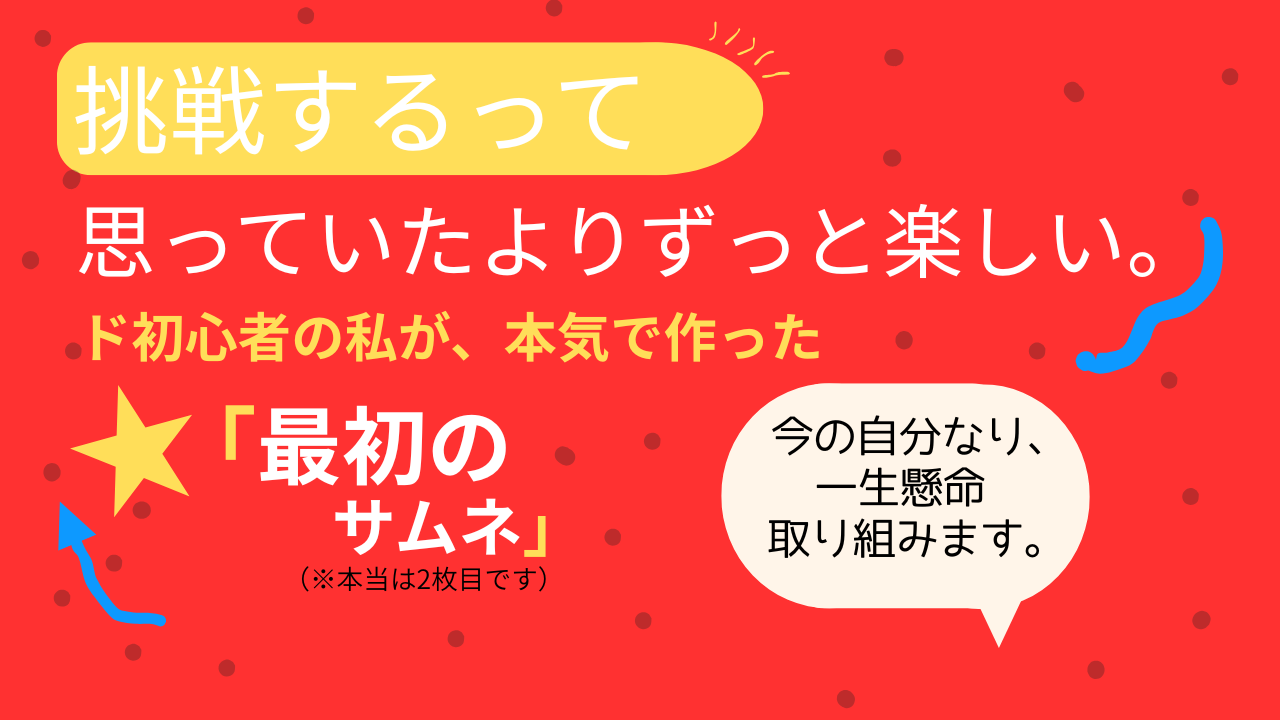 挑戦するって
思っていたよりずっと楽しい。
ド初心者の私が、本気で作った
「最初の
サムネ」
（※本当は2枚目です）
今の自分なり、
一生懸命
取り組みます。